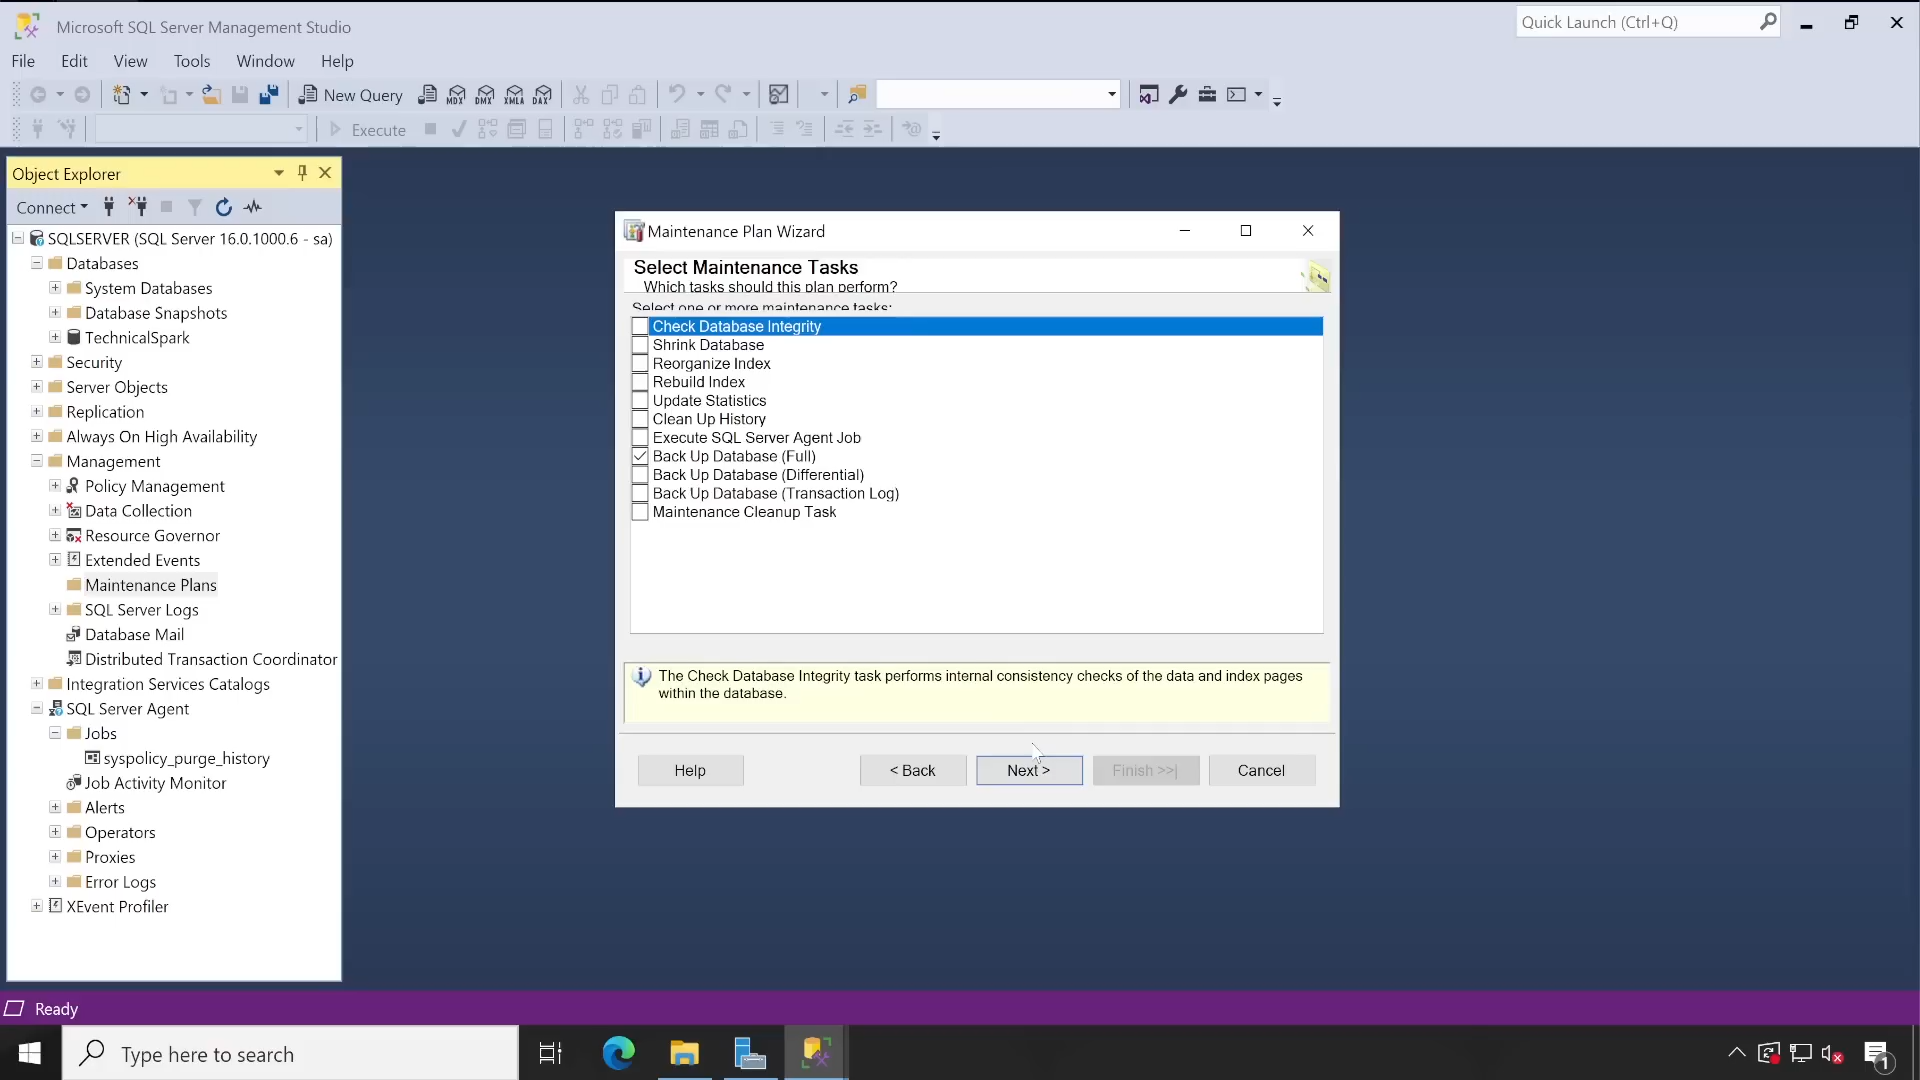 Microsoft SQL Server Management Studio
Quick Launch (Ctrl+Q)
File Edit View Tools Window Help
New Query
MDX DMX XMLA DAX
Execute
Object Explorer
Connect
SQLSERVER (SQL Server 16.0.1000.6 - sa)
Databases
System Databases
Database Snapshots
TechnicalSpark
Security
Server Objects
Replication
Always On High Availability
Management
Policy Management
Data Collection
Resource Governor
Extended Events
Maintenance Plans
SQL Server Logs
Database Mail
Distributed Transaction Coordinator
Integration Services Catalogs
SQL Server Agent
Jobs
syspolicy_purge_history
Job Activity Monitor
Alerts
Operators
Proxies
Error Logs
XEvent Profiler
Maintenance Plan Wizard
Select Maintenance Tasks
Which tasks should this plan perform?
Select one or more maintenance tasks:
Check Database Integrity
Shrink Database
Reorganize Index
Rebuild Index
Update Statistics
Clean Up History
Execute SQL Server Agent Job
Back Up Database (Full)
Back Up Database (Differential)
Back Up Database (Transaction Log)
Maintenance Cleanup Task
The Check Database Integrity task performs internal consistency checks of the data and index pages
within the database.
Help < Back Next > Finish >>| Cancel
Ready
Type here to search
1